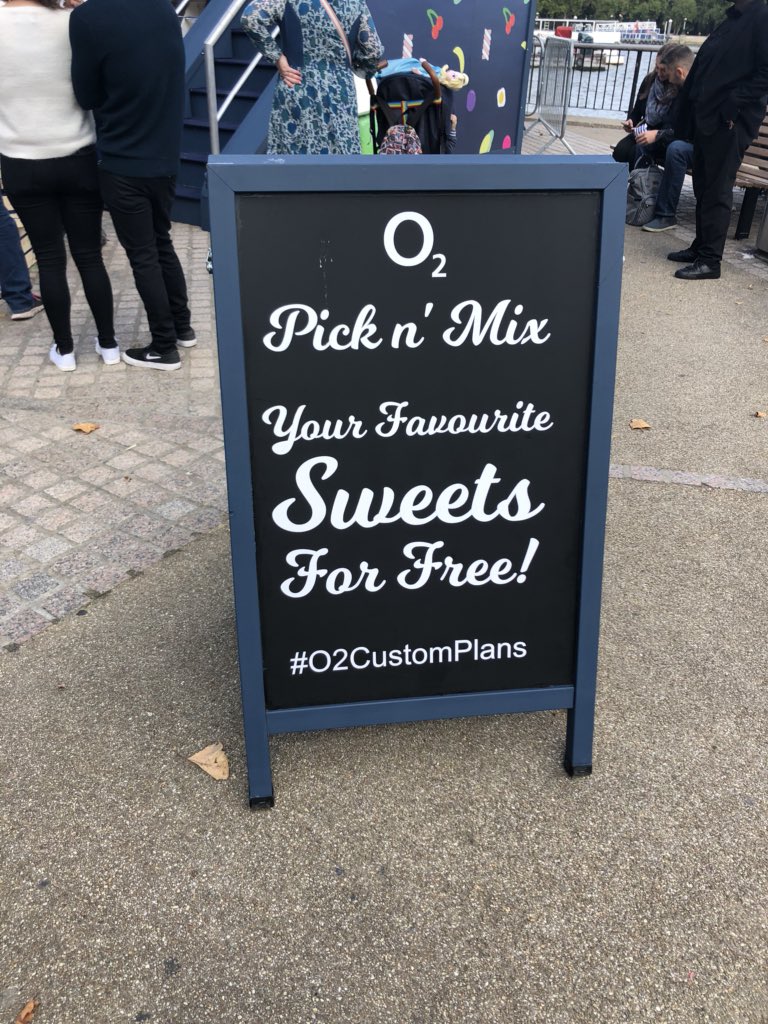 O2
Pick n' Mix
Your Favourite
Sweets
For Free!
#O2CustomPlans